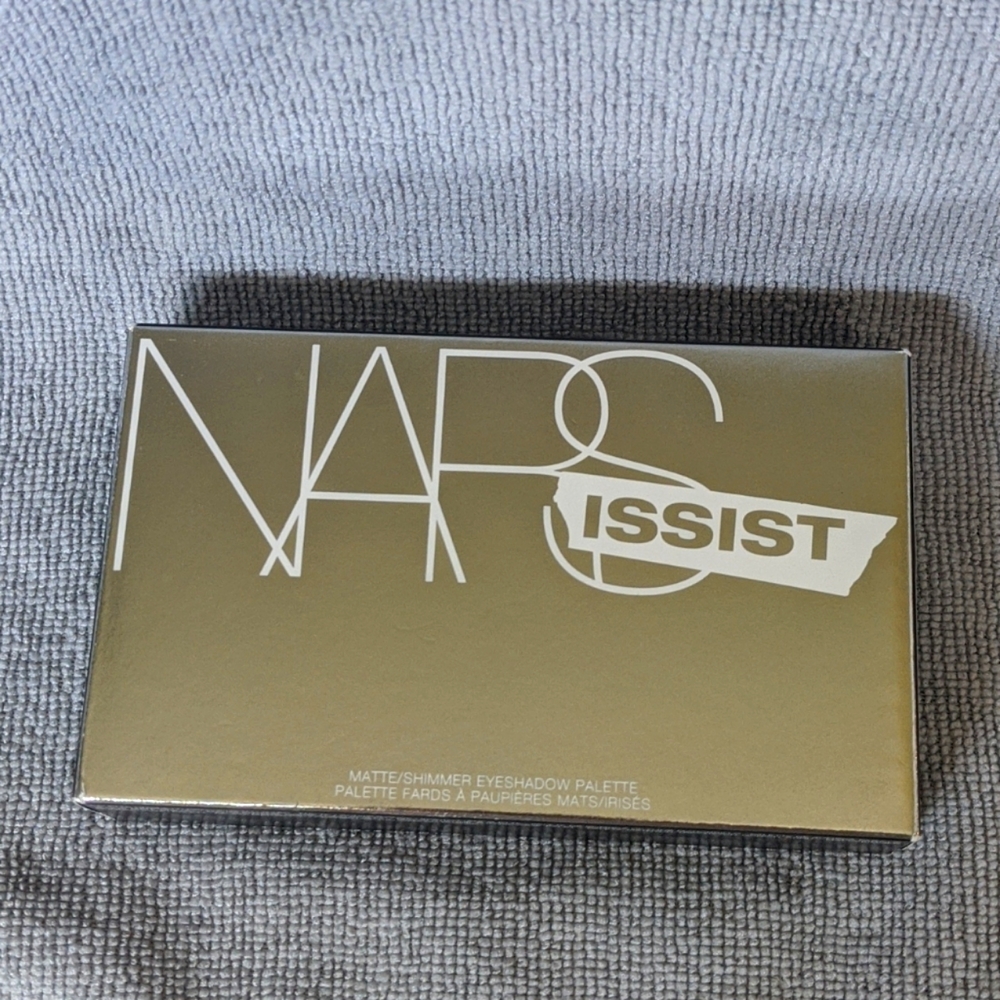 NARS
ISSIST
MATTE/SHIMMER EYESHADOW PALETTE
PALETTE FARDS À PAUPIÈRES MATS/IRISÉS